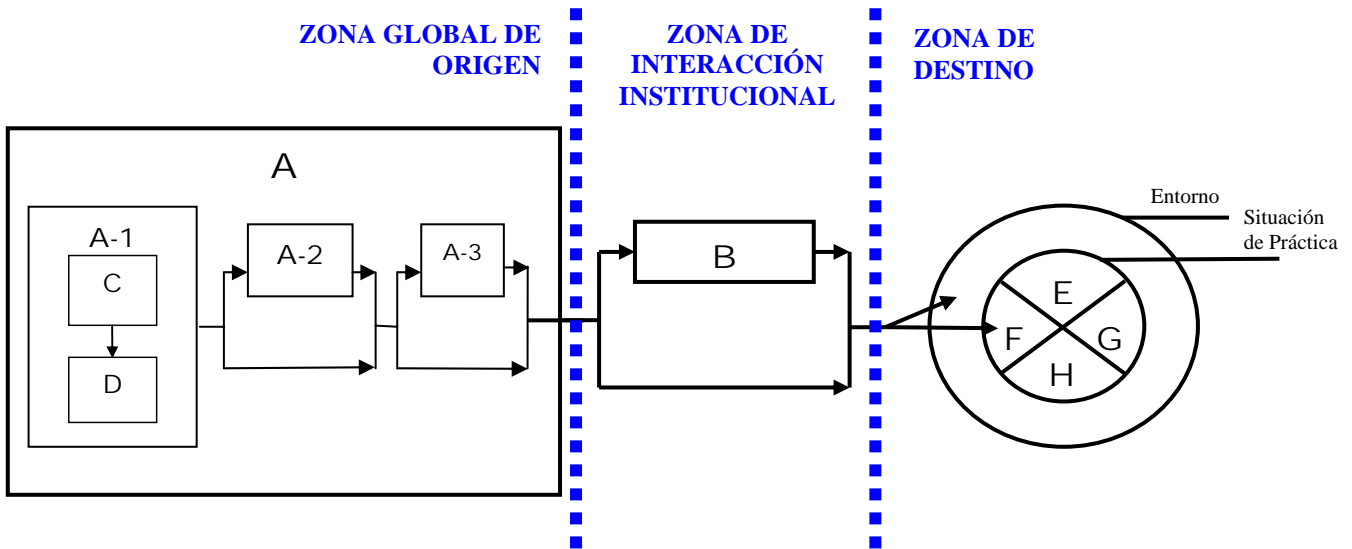 ZONA GLOBAL DE
ORIGEN
ZONA DE
INTERACCIÓN
INSTITUCIONAL
ZONA DE
DESTINO
A
A-1
C
D
A-2
A-3
B
Entorno
Situación
de Práctica
E
F
G
H